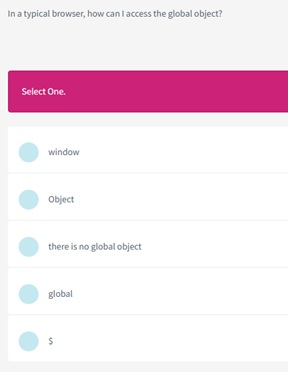 In a typical browser, how can I access the global object?
Select One.
window
Object
there is no global object
global
$